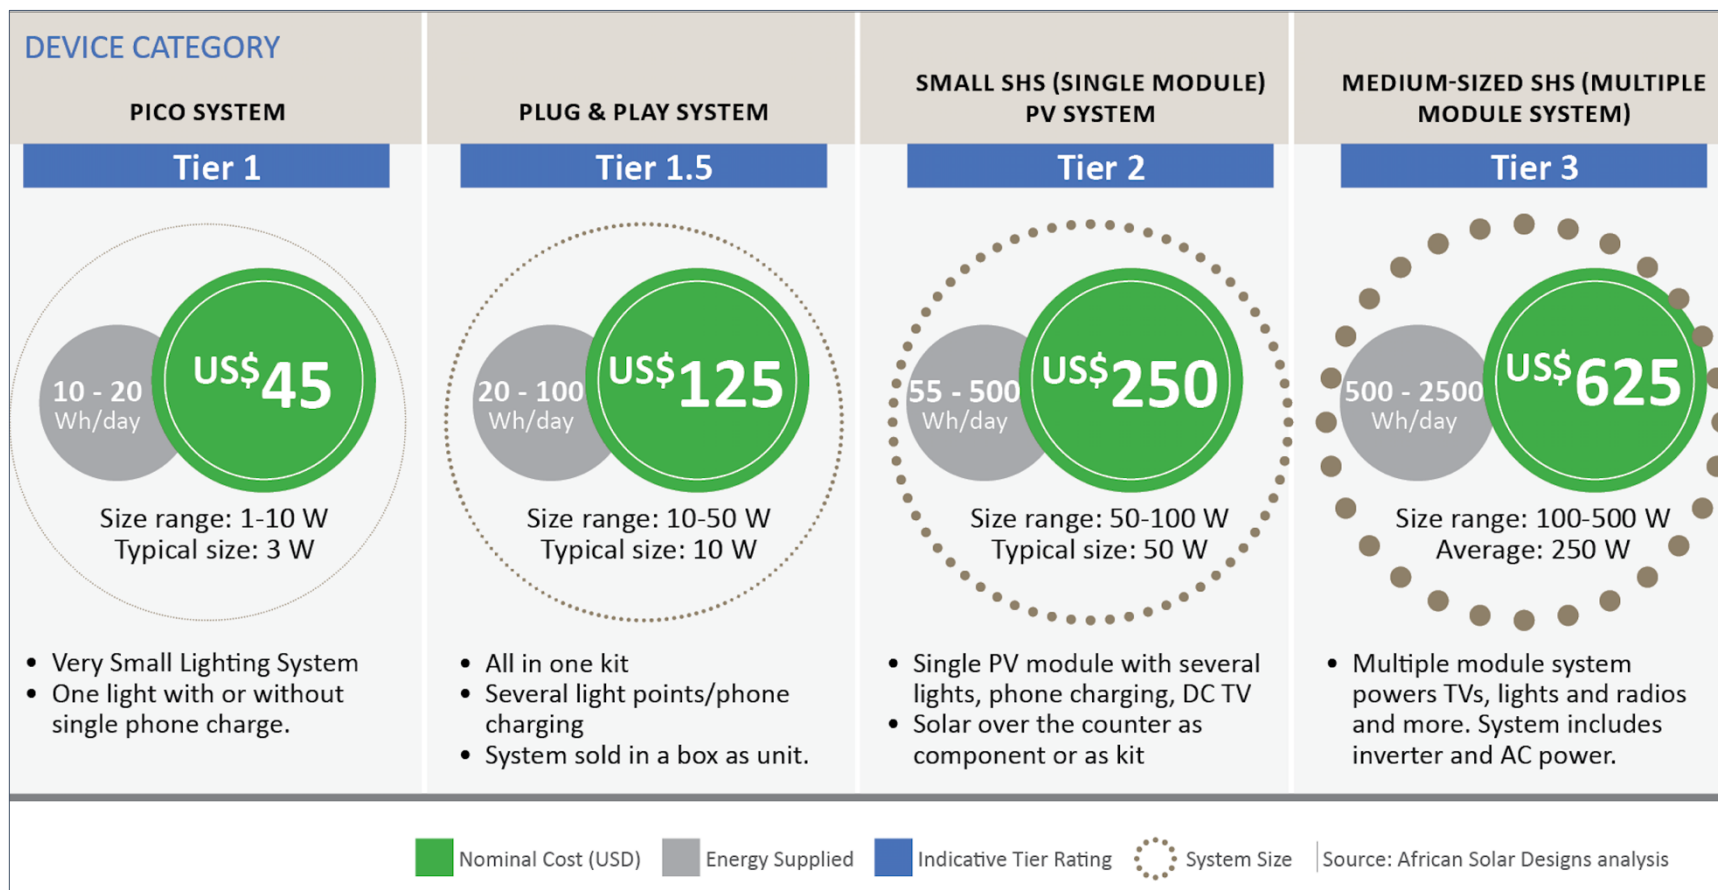 DEVICE CATEGORY
PICO SYSTEM
Tier 1
10 - 20
Wh/day
US$45
Size range: 1-10 W
Typical size: 3 W
• Very Small Lighting System
• One light with or without
single phone charge.
PLUG & PLAY SYSTEM
Tier 1.5
20 - 100
Wh/day
US$125
Size range: 10-50 W
Typical size: 10 W
• All in one kit
• Several light points/phone
charging
• System sold in a box as unit.
SMALL SHS (SINGLE MODULE)
PV SYSTEM
Tier 2
55 - 500
Wh/day
US$250
Size range: 50-100 W
Typical size: 50 W
• Single PV module with several
lights, phone charging, DC TV
• Solar over the counter as
component or as kit
MEDIUM-SIZED SHS (MULTIPLE
MODULE SYSTEM)
Tier 3
500 - 2500
Wh/day
US$625
Size range: 100-500 W
Average: 250 W
• Multiple module system
powers TVs, lights and radios
and more. System includes
inverter and AC power.
Nominal Cost (USD)
Energy Supplied
Indicative Tier Rating
System Size
Source: African Solar Designs analysis